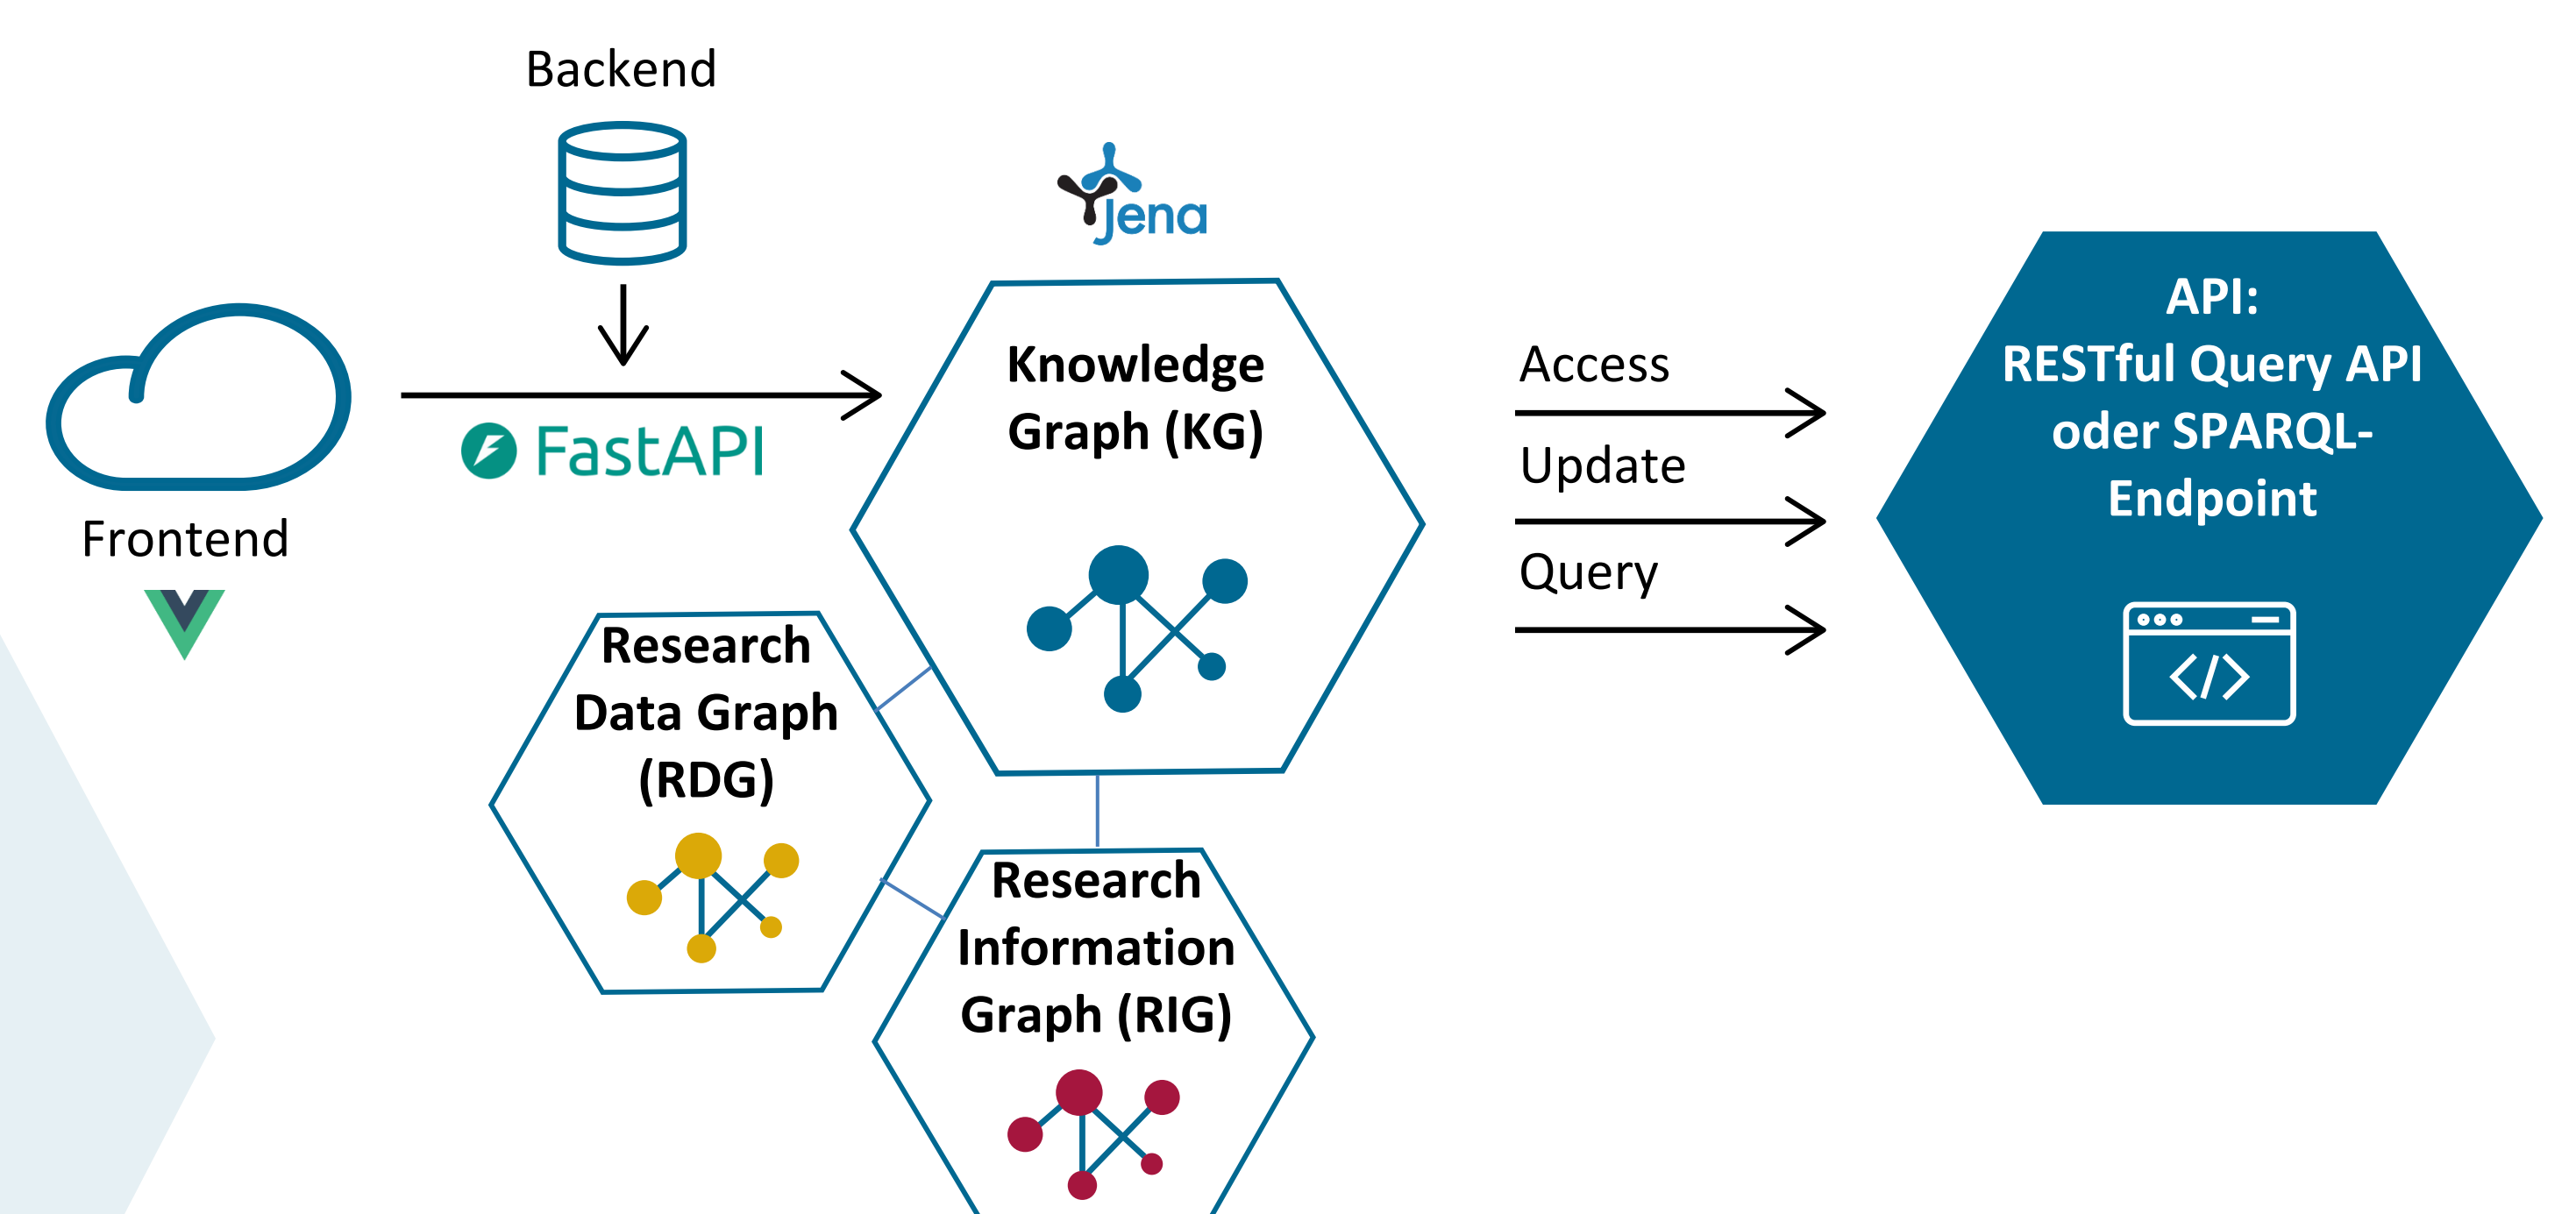 Backend
Jena
FastAPI
Frontend
Knowledge
Graph (KG)
Research
Data Graph
(RDG)
Research
Information
Graph (RIG)
Access
Update
Query
API:
RESTful Query API
oder SPARQL-
Endpoint
</>